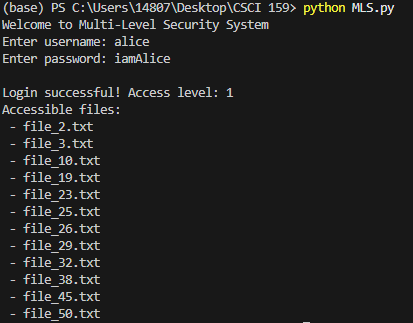 (base) PS C:\Users\14807\Desktop\CSCI 159> python MLS.py
Welcome to Multi-Level Security System
Enter username: alice
Enter password: iamAlice

Login successful! Access level: 1
Accessible files:
 - file_2.txt
 - file_3.txt
 - file_10.txt
 - file_19.txt
 - file_23.txt
 - file_25.txt
 - file_26.txt
 - file_29.txt
 - file_32.txt
 - file_38.txt
 - file_45.txt
 - file_50.txt